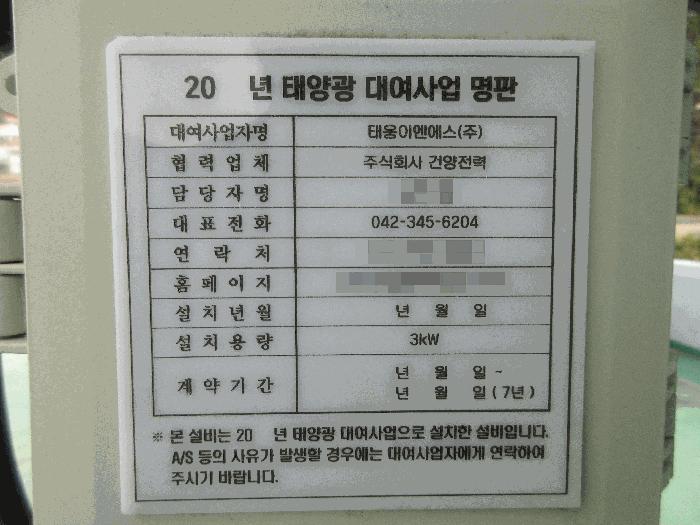 20 년 태양광 대여사업 명판
대여사업자명 태웅이엔에스(주)
협력업체 주식회사 건양전력
담당자명
대표전화 042-345-6204
연락처
홈페이지
설치년월 년 월 일
설치용량 3kW
계약기간 년 월 일 ~
년 월 일 (7년)
※ 본 설비는 20 년 태양광 대여사업으로 설치한 설비입니다.
A/S 등의 사유가 발생할 경우에는 대여사업자에게 연락하여
주시기 바랍니다.